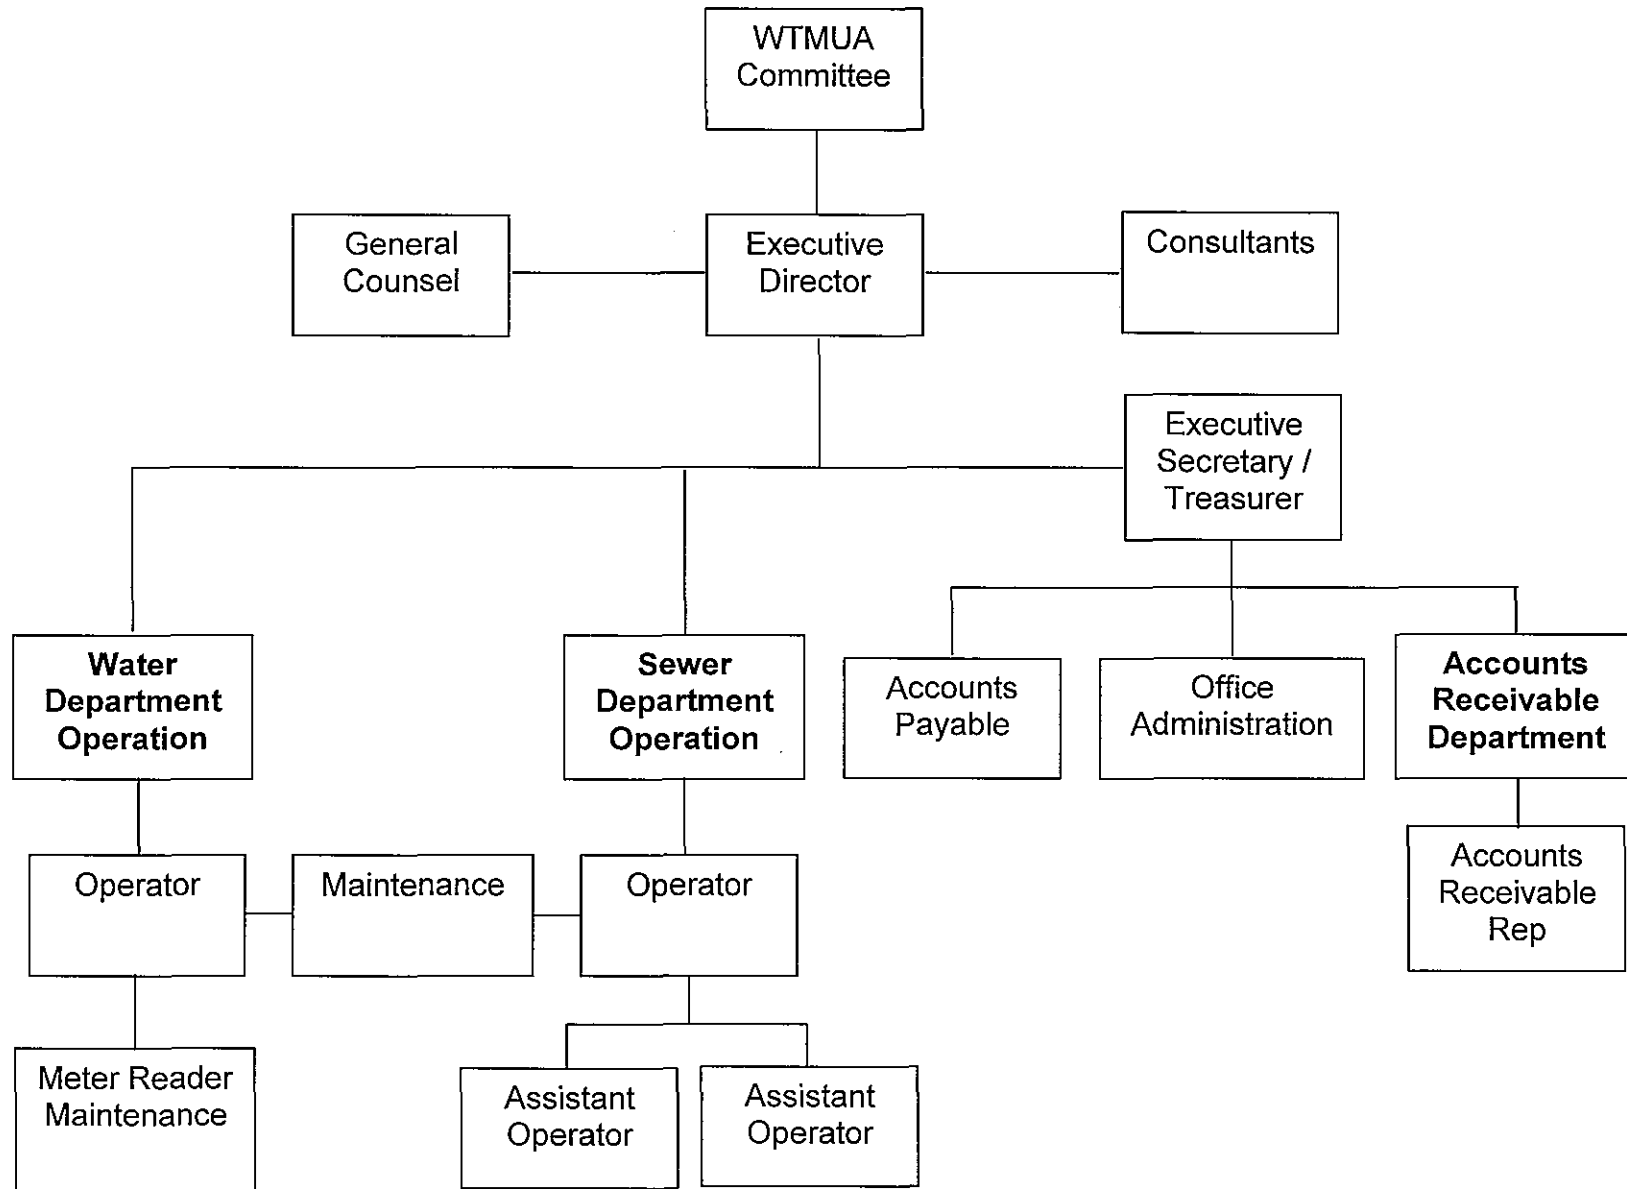 WTMUA
Committee
General
Counsel
Executive
Director
Consultants
Executive
Secretary /
Treasurer
Water
Department
Operation
Sewer
Department
Operation
Accounts
Payable
Office
Administration
Accounts
Receivable
Department
Operator
Maintenance
Operator
Accounts
Receivable
Rep
Meter Reader
Maintenance
Assistant
Operator
Assistant
Operator